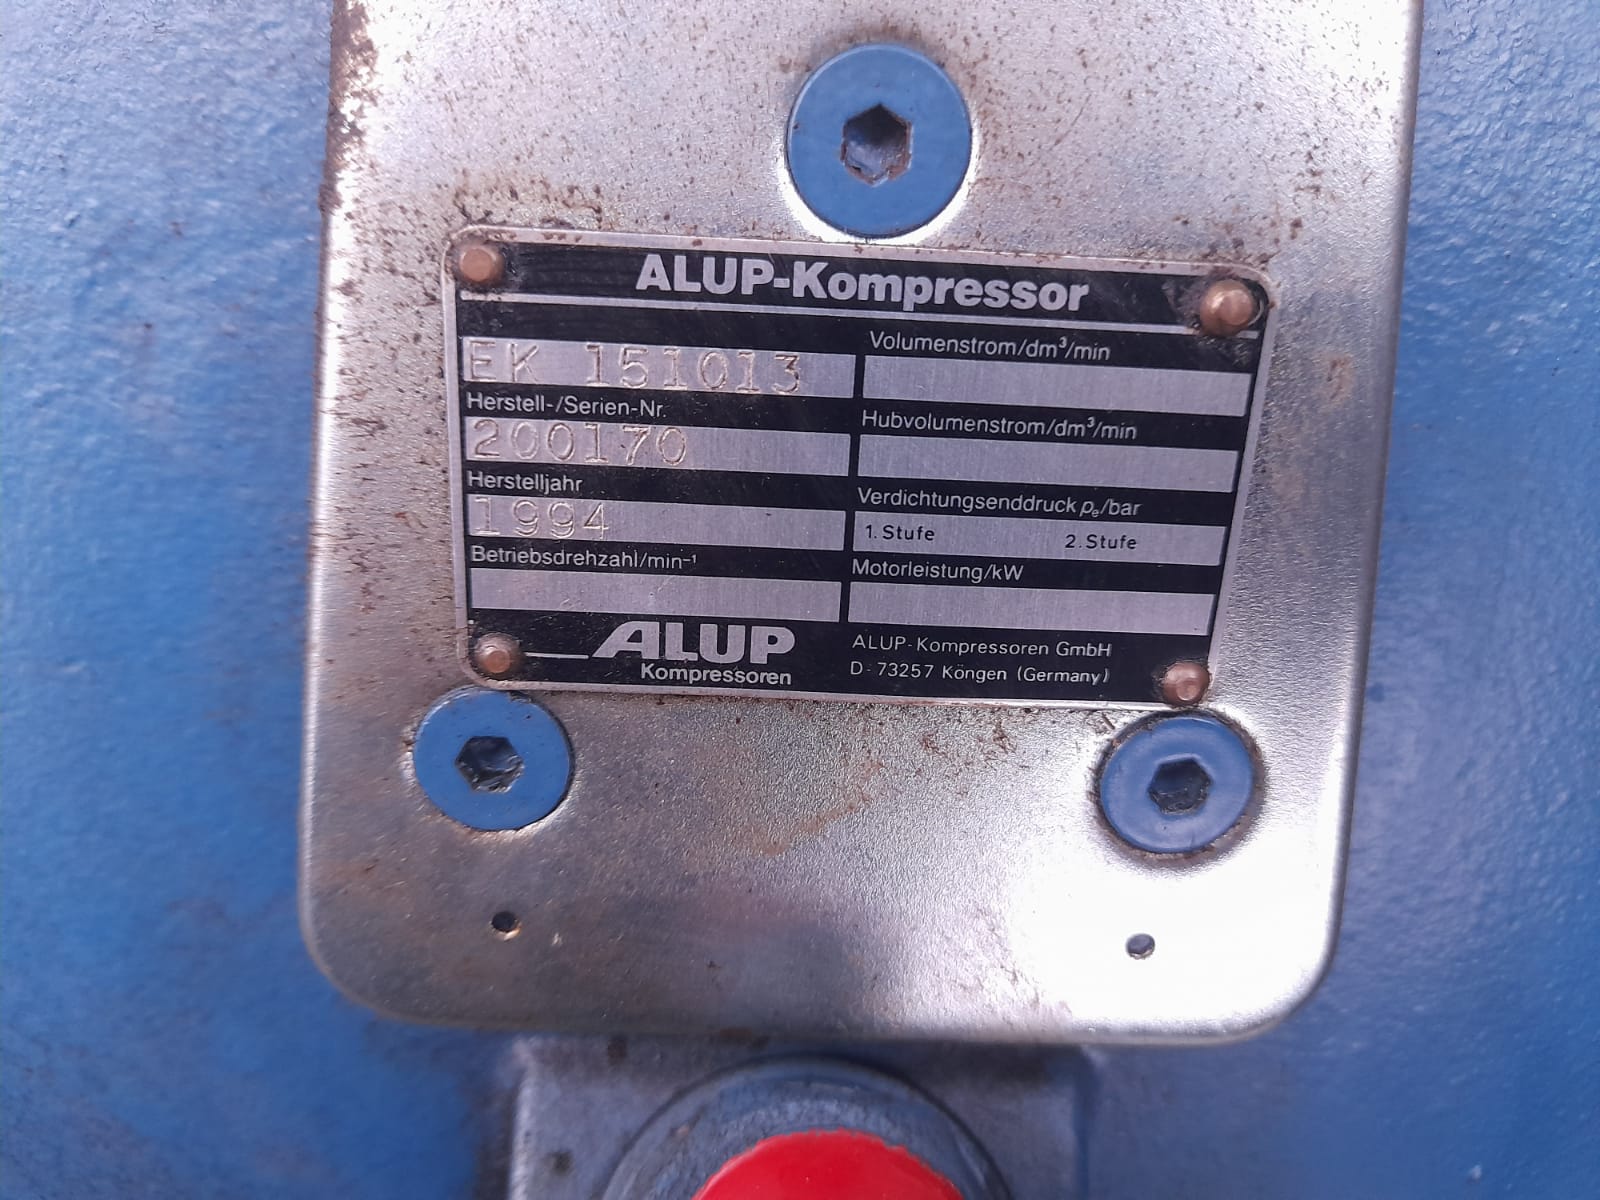 ALUP-Kompressor
EK 151013
Herstell-/Serien-Nr.
200170
Herstelljahr
1994
Betriebsdrehzahl/min⁻¹
Volumenstrom/dm³/min
Hubvolumenstrom/dm³/min
Verdichtungsenddruck pₑ/bar
1. Stufe 2. Stufe
Motorleistung/kW
ALUP
Kompressoren
ALUP-Kompressoren GmbH
D-73257 Köngen (Germany)